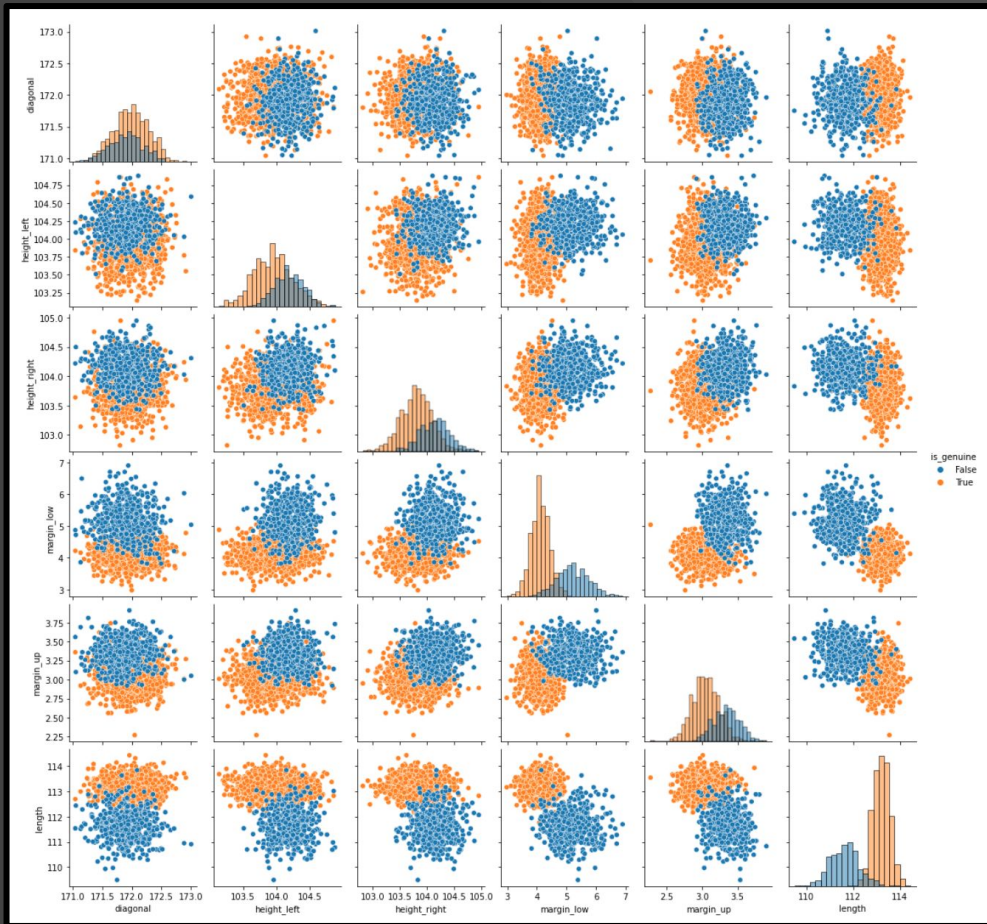 173.0
172.5
172.0
171.5
171.0
diagonal
104.75
104.50
104.25
104.00
103.75
103.50
103.25
height_left
105.0
104.5
104.0
103.5
103.0
height_right
is_genuine
False
True
7
6
5
4
3
margin_low
3.75
3.50
3.25
3.00
2.75
2.50
2.25
margin_up
114
113
112
111
110
length
171.0 171.5 172.0 172.5 173.0
103.5 104.0 104.5
103.0 103.5 104.0 104.5 105.0
3 4 5 6 7
2.5 3.0 3.5
110 112 114
diagonal height_left height_right margin_low margin_up length